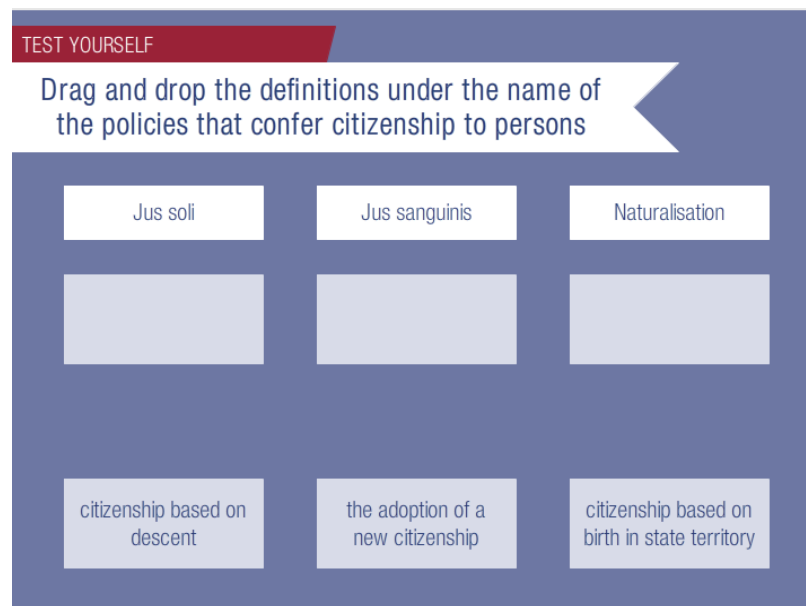 TEST YOURSELF
Drag and drop the definitions under the name of
the policies that confer citizenship to persons
Jus soli
Jus sanguinis
Naturalisation
citizenship based on
descent
the adoption of a
new citizenship
citizenship based on
birth in state territory